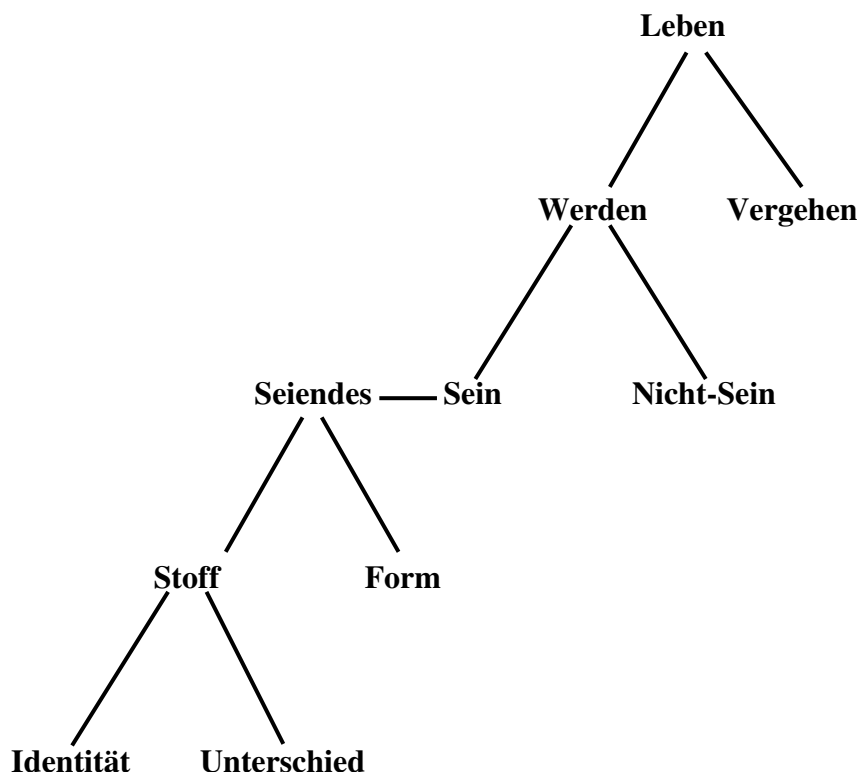 Leben
Werden Vergehen
Seiendes Sein Nicht-Sein
Stoff Form
Identität Unterschied